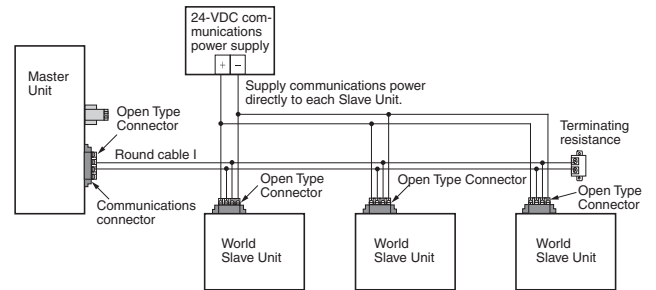 24-VDC com-
munications
power supply
+ –
Supply communications power
directly to each Slave Unit.
Master
Unit
Open Type
Connector
Terminating
resistance
Round cable I
Communications
connector
Open Type
Connector
Open Type Connector
Open Type
Connector
World
Slave Unit
World
Slave Unit
World
Slave Unit